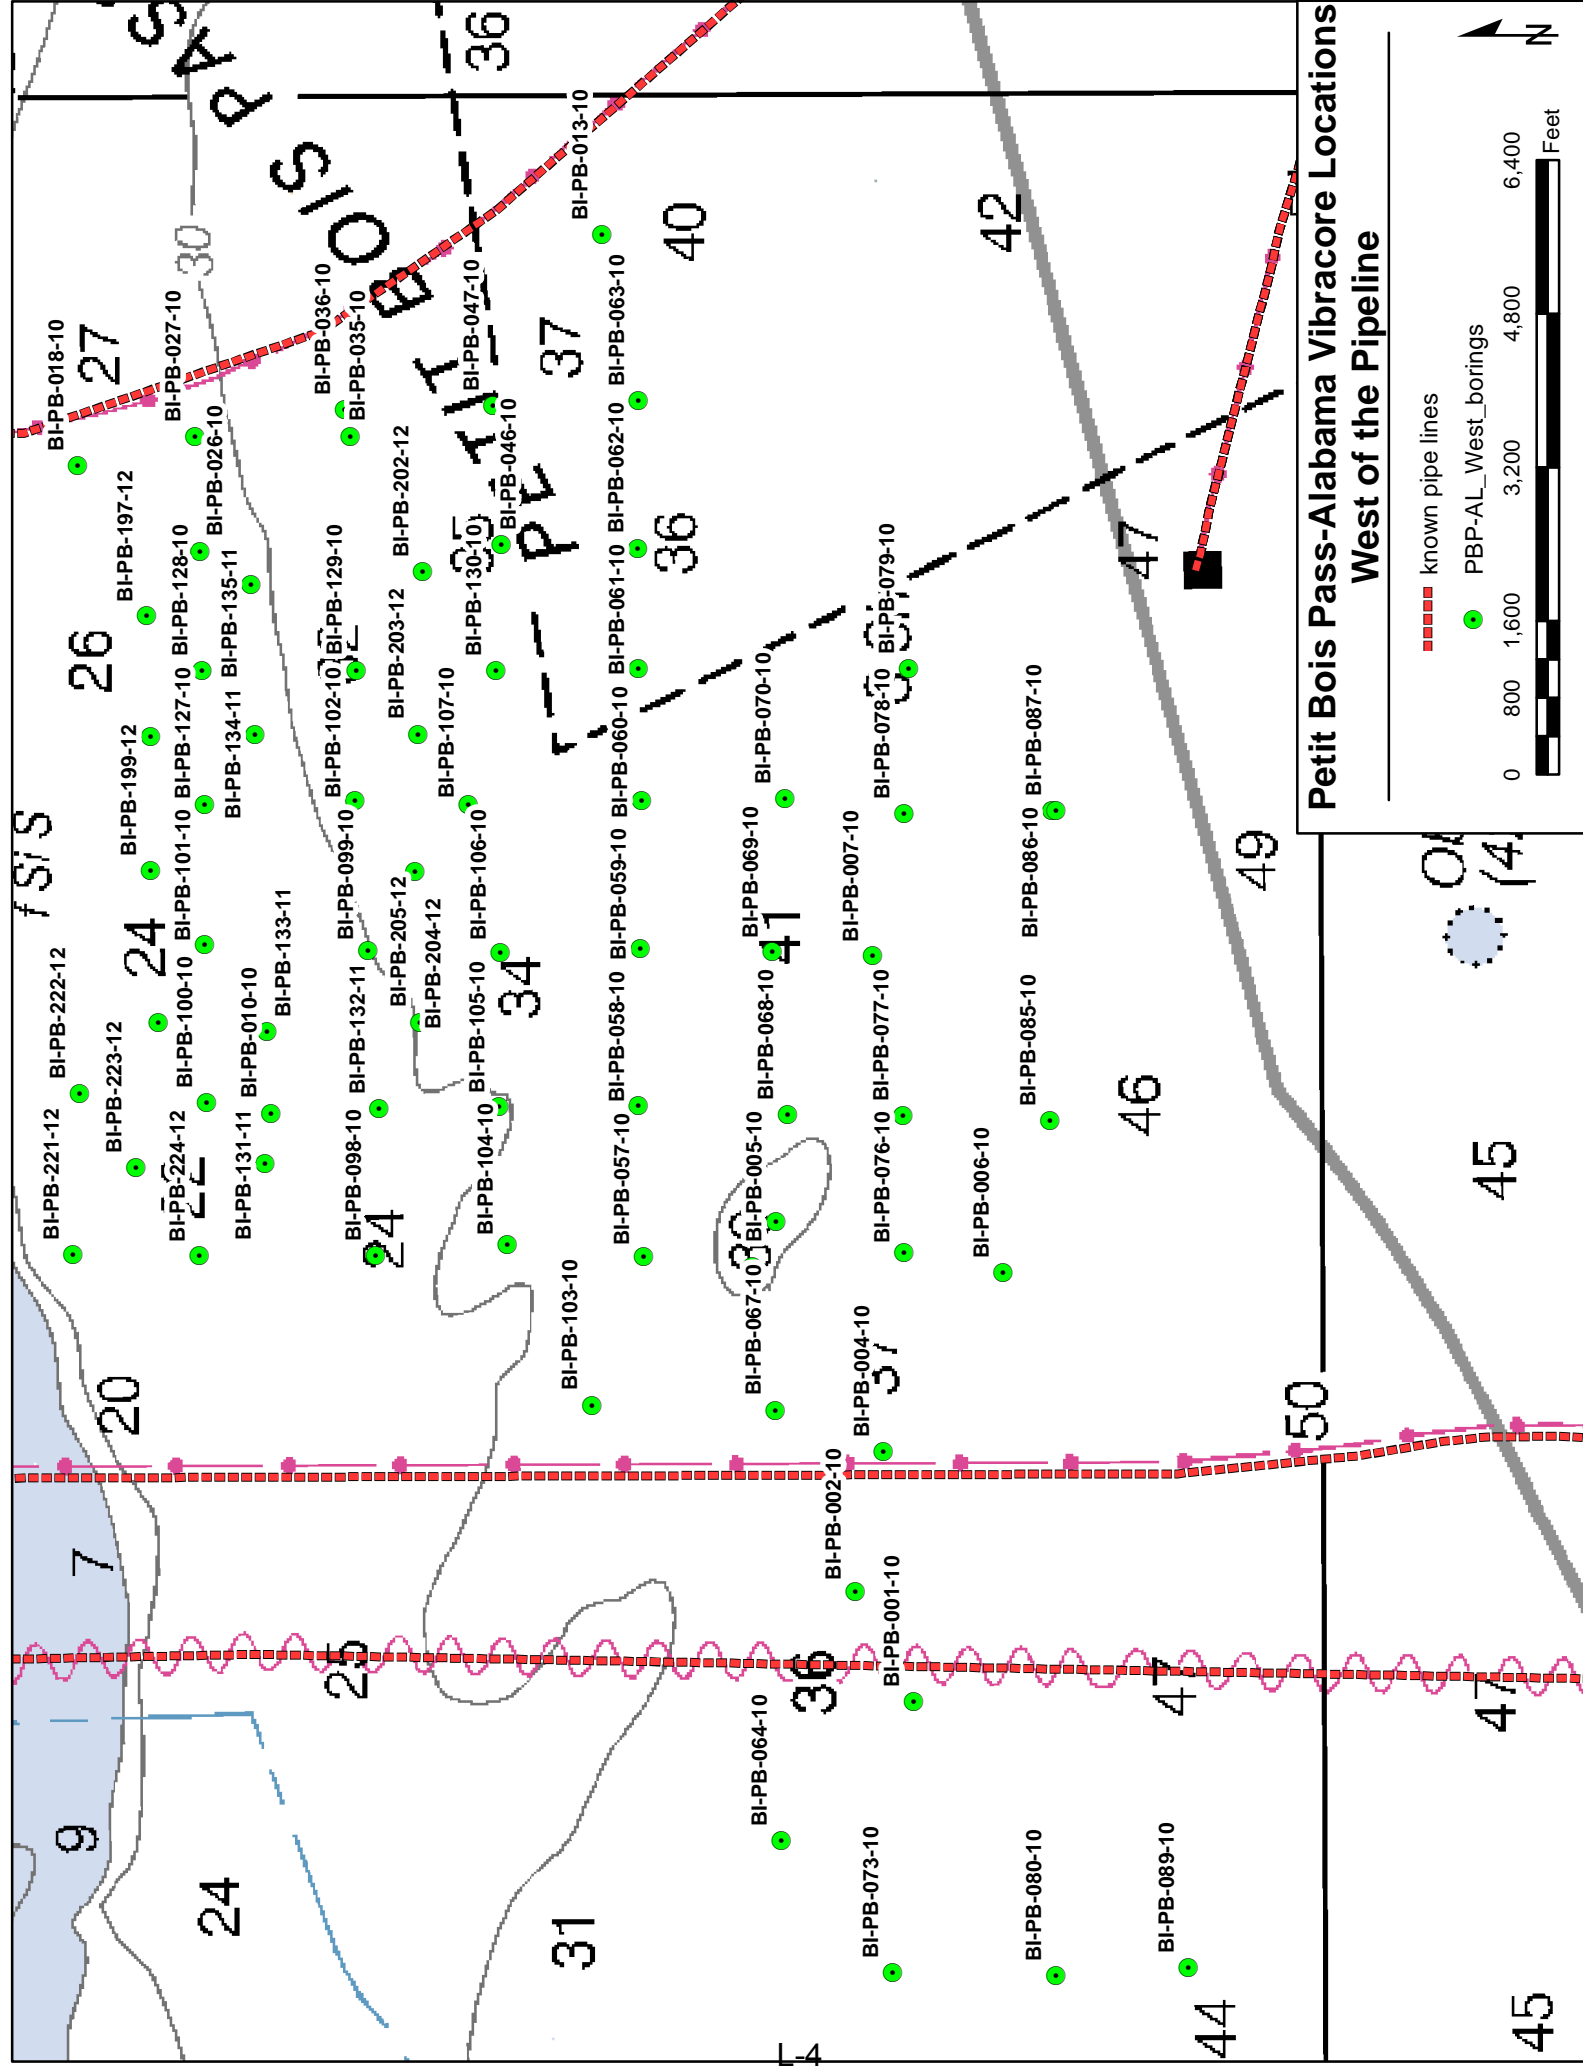 Petit Bois Pass-Alabama Vibracore Locations
West of the Pipeline
known pipe lines
PBP-AL_West_borings
0 800 1,600 3,200 4,800 6,400
Feet
N
PETIT BOIS PAS
BI-PB-221-12
BI-PB-222-12
BI-PB-223-12
BI-PB-224-12
BI-PB-018-10
BI-PB-197-12
BI-PB-199-12
BI-PB-027-10
BI-PB-026-10
BI-PB-128-10
BI-PB-127-10
BI-PB-101-10
BI-PB-100-10
BI-PB-135-11
BI-PB-134-11
BI-PB-133-11
BI-PB-010-10
BI-PB-131-11
BI-PB-036-10
BI-PB-035-10
BI-PB-129-10
BI-PB-102-10
BI-PB-099-10
BI-PB-132-11
BI-PB-098-10
BI-PB-202-12
BI-PB-203-12
BI-PB-205-12
BI-PB-204-12
BI-PB-047-10
BI-PB-046-10
BI-PB-130-10
BI-PB-107-10
BI-PB-106-10
BI-PB-105-10
BI-PB-104-10
BI-PB-013-10
BI-PB-103-10
BI-PB-063-10
BI-PB-062-10
BI-PB-061-10
BI-PB-060-10
BI-PB-059-10
BI-PB-058-10
BI-PB-057-10
BI-PB-070-10
BI-PB-069-10
BI-PB-068-10
BI-PB-005-10
BI-PB-067-10
BI-PB-064-10
BI-PB-079-10
BI-PB-078-10
BI-PB-007-10
BI-PB-077-10
BI-PB-076-10
BI-PB-004-10
BI-PB-002-10
BI-PB-001-10
BI-PB-073-10
BI-PB-006-10
BI-PB-087-10
BI-PB-086-10
BI-PB-085-10
BI-PB-080-10
BI-PB-089-10
9
7
20
24
26
27
30
36
24
22
25
24
31
34
35
37
36
40
41
36
37
42
47
46
49
47
44
50
45
47
45
L-4